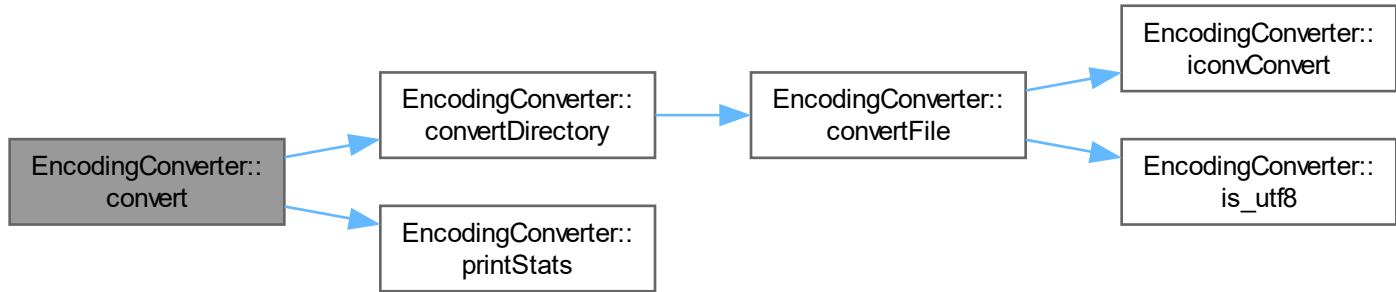 EncodingConverter::
convert
EncodingConverter::
convertDirectory
EncodingConverter::
printStats
EncodingConverter::
convertFile
EncodingConverter::
iconvConvert
EncodingConverter::
is_utf8